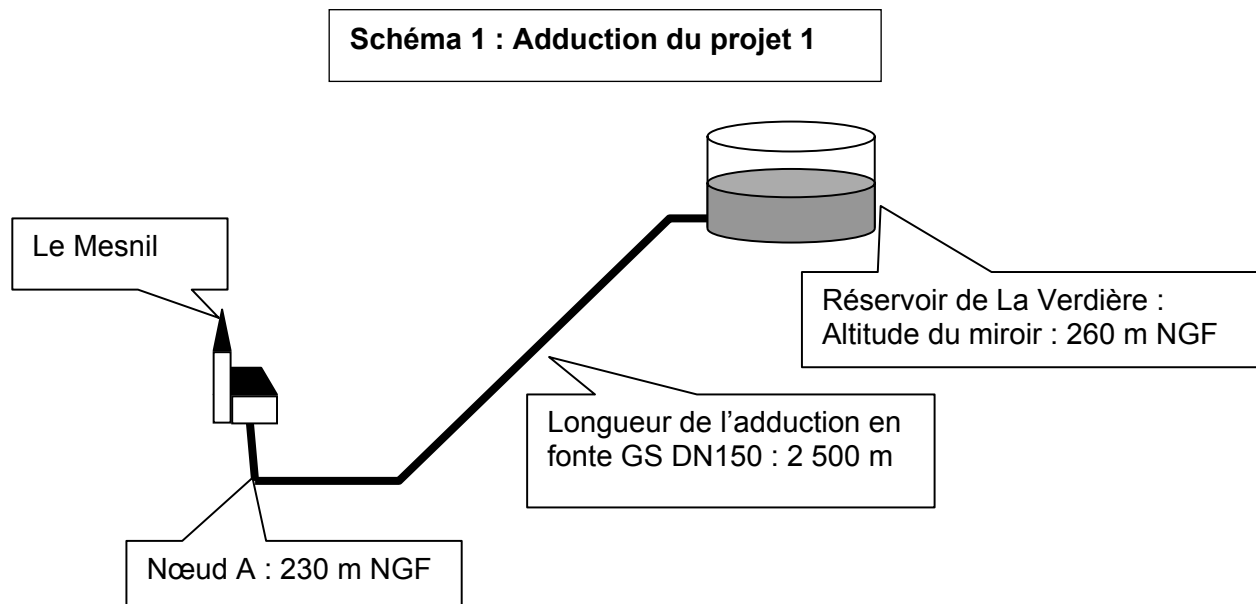 Schéma 1 : Adduction du projet 1
Le Mesnil
Réservoir de La Verdière :
Altitude du miroir : 260 m NGF
Longueur de l'adduction en
fonte GS DN150 : 2 500 m
Nœud A : 230 m NGF